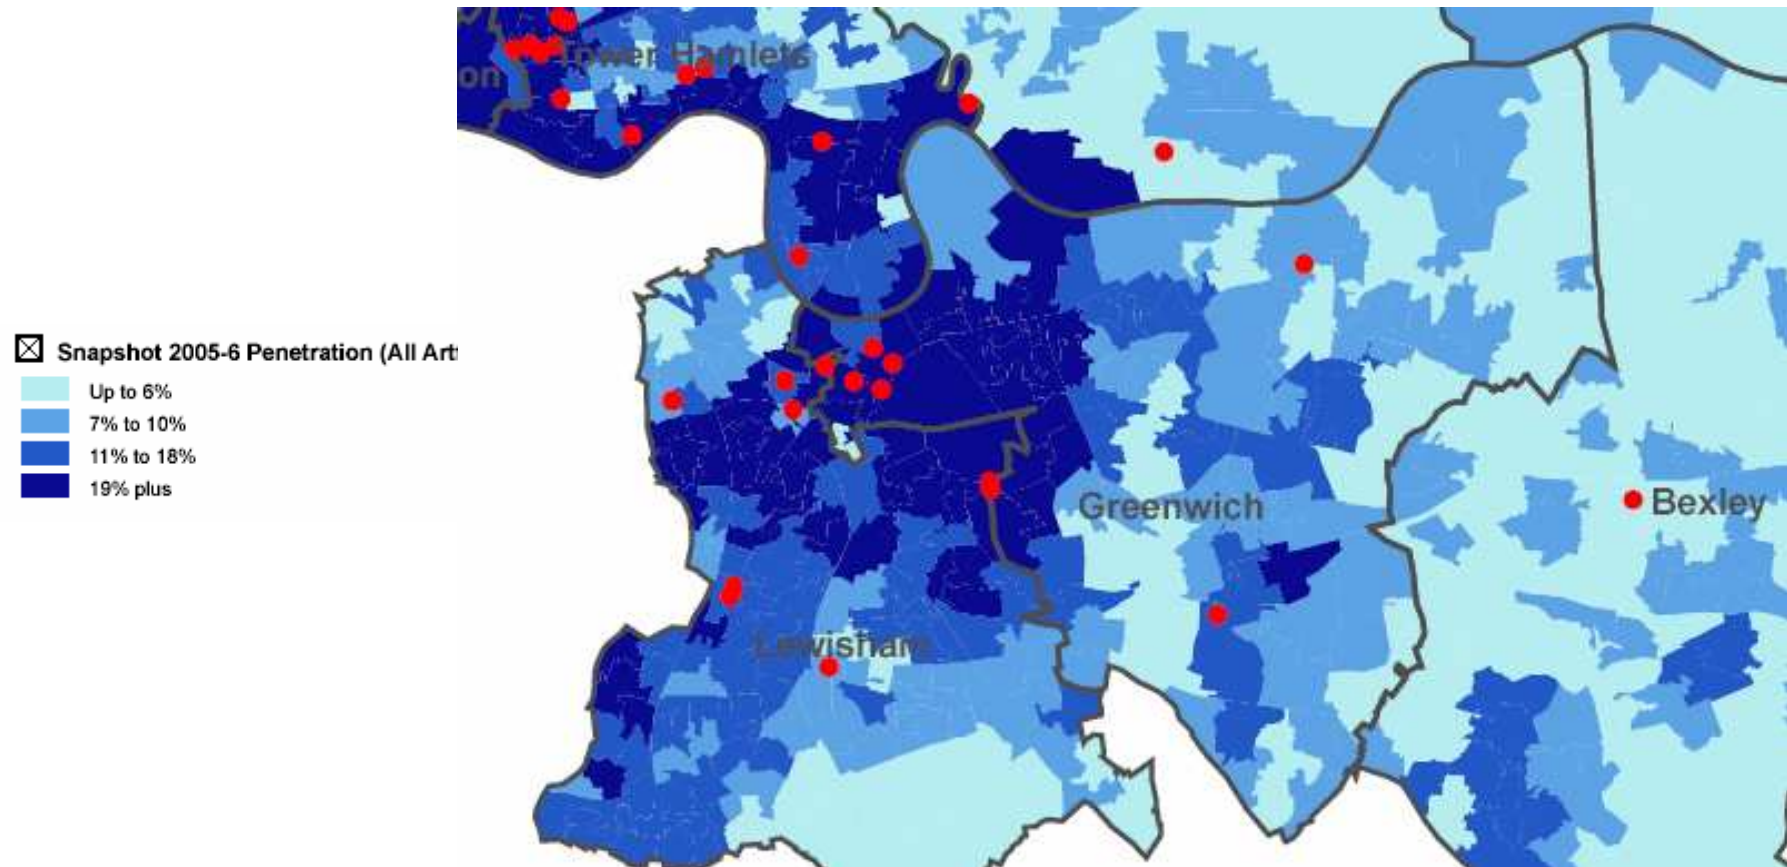 Tower Hamlets
on
Snapshot 2005-6 Penetration (All Art
Up to 6%
7% to 10%
11% to 18%
19% plus
Greenwich
Bexley
Lewisham